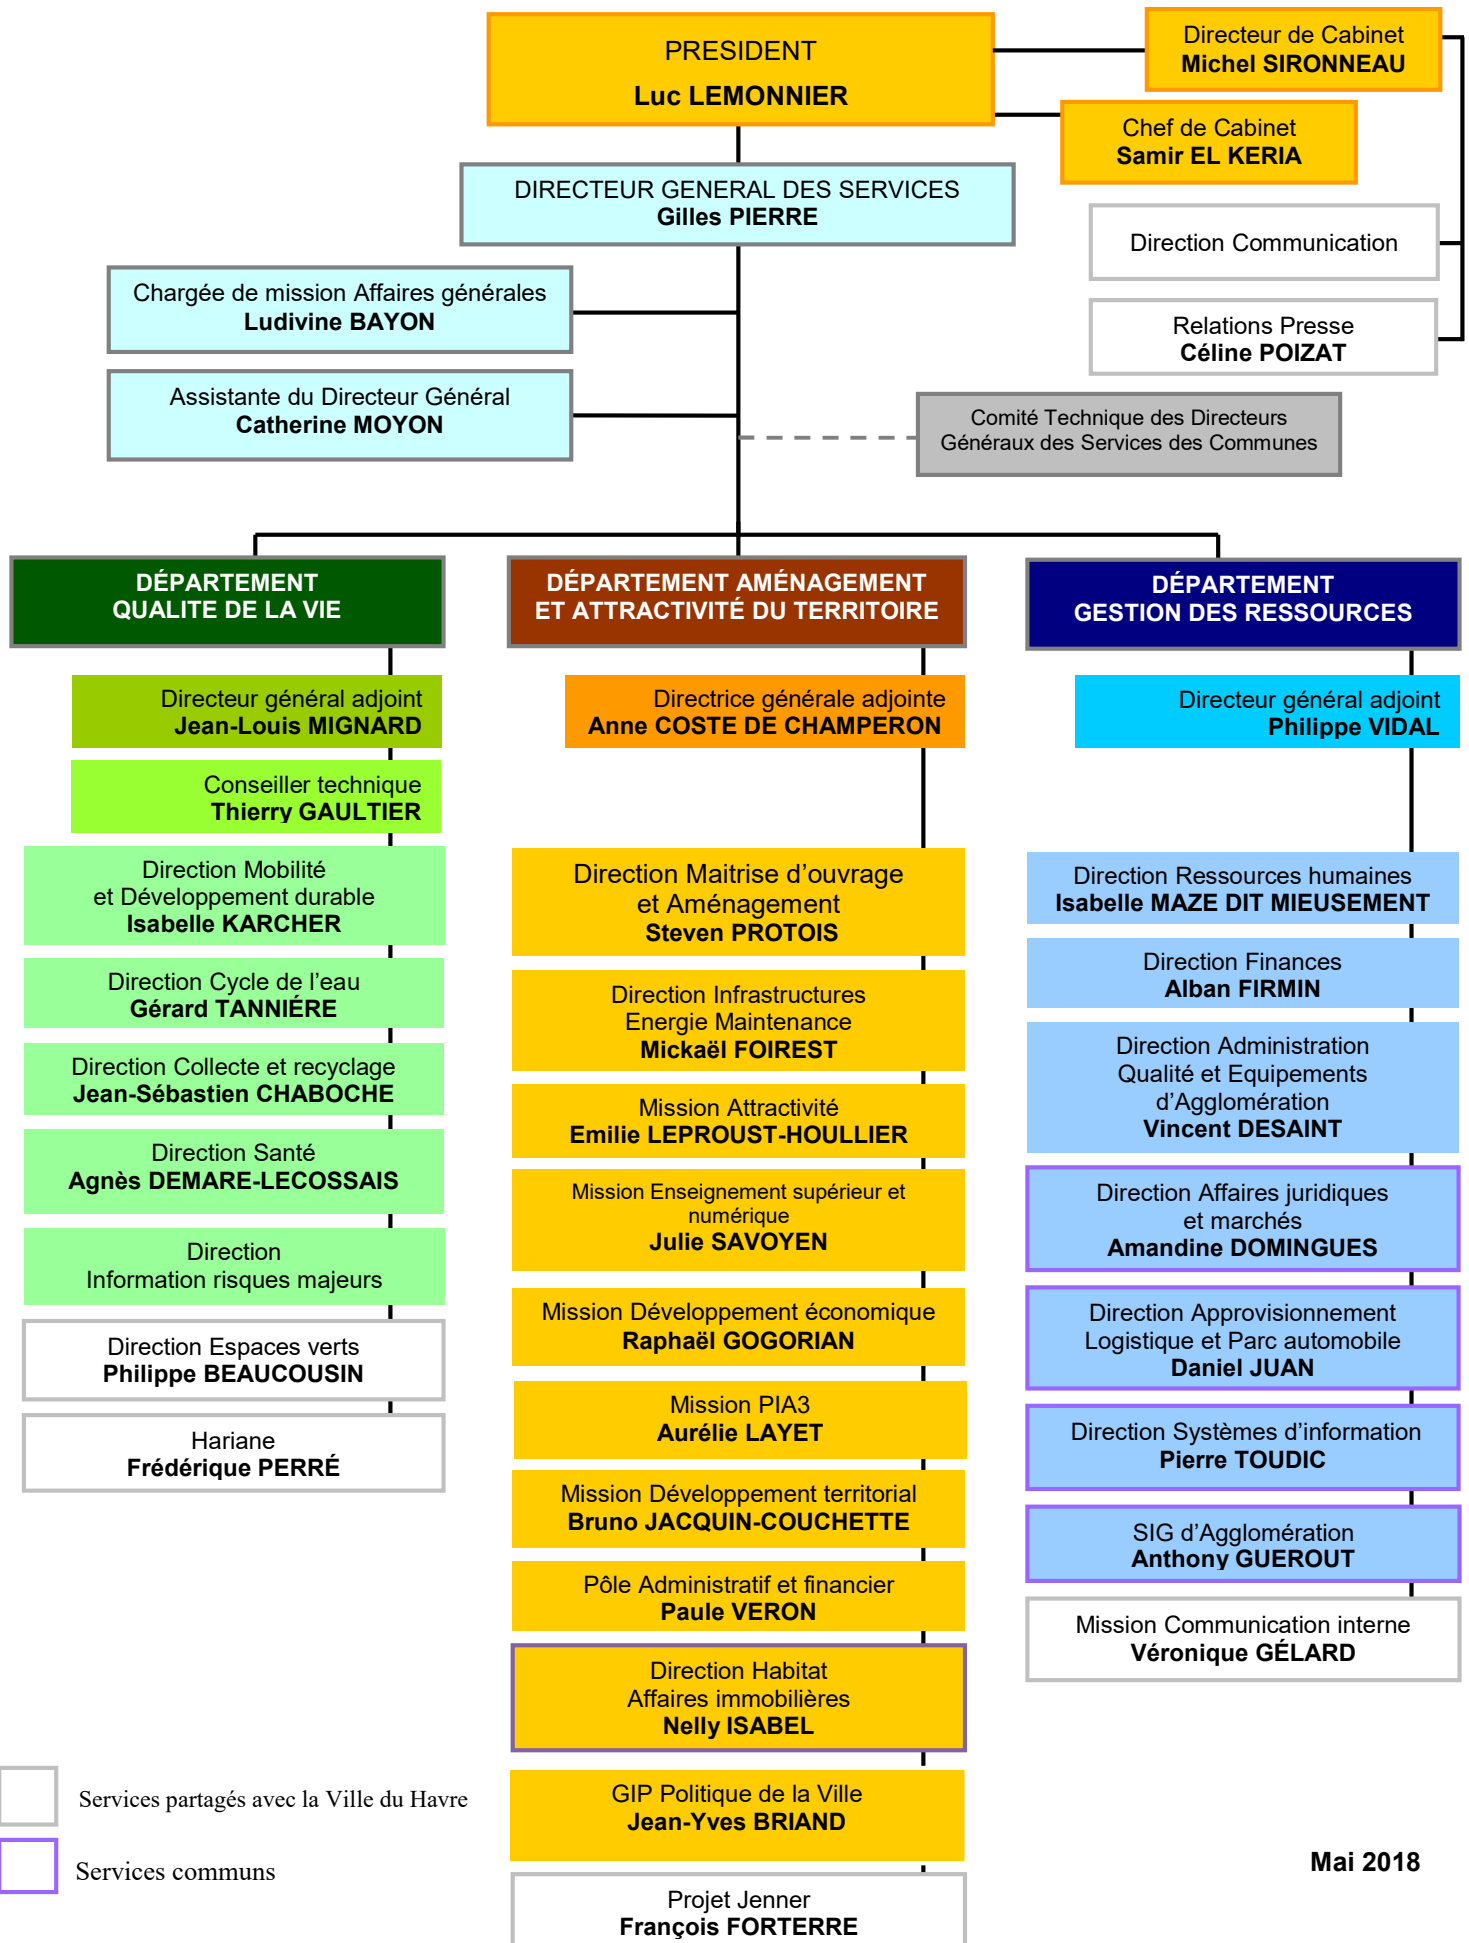 PRESIDENT
Luc LEMONNIER
Directeur de Cabinet
Michel SIRONNEAU
Chef de Cabinet
Samir EL KERIA
DIRECTEUR GENERAL DES SERVICES
Gilles PIERRE
Direction Communication
Relations Presse
Céline POIZAT
Chargée de mission Affaires générales
Ludivine BAYON
Assistante du Directeur Général
Catherine MOYON
Comité Technique des Directeurs
Généraux des Services des Communes
DÉPARTEMENT
QUALITE DE LA VIE
Directeur général adjoint
Jean-Louis MIGNARD
Conseiller technique
Thierry GAULTIER
Direction Mobilité
et Développement durable
Isabelle KARCHER
Direction Cycle de l’eau
Gérard TANNIÉRE
Direction Collecte et recyclage
Jean-Sébastien CHABOCHE
Direction Santé
Agnès DEMARE-LECOSSAIS
Direction
Information risques majeurs
Direction Espaces verts
Philippe BEAUCOUSIN
Hariane
Frédérique PERRÉ
DÉPARTEMENT AMÉNAGEMENT
ET ATTRACTIVITÉ DU TERRITOIRE
Directrice générale adjointe
Anne COSTE DE CHAMPERON
Direction Maitrise d’ouvrage
et Aménagement
Steven PROTOIS
Direction Infrastructures
Energie Maintenance
Mickaël FOIREST
Mission Attractivité
Emilie LEPROUST-HOULLIER
Mission Enseignement supérieur et
numérique
Julie SAVOYEN
Mission Développement économique
Raphaël GOGORIAN
Mission PIA3
Aurélie LAYET
Mission Développement territorial
Bruno JACQUIN-COUCHETTE
Pôle Administratif et financier
Paule VERON
Direction Habitat
Affaires immobilières
Nelly ISABEL
GIP Politique de la Ville
Jean-Yves BRIAND
Projet Jenner
François FORTERRE
DÉPARTEMENT
GESTION DES RESSOURCES
Directeur général adjoint
Philippe VIDAL
Direction Ressources humaines
Isabelle MAZE DIT MIEUSEMENT
Direction Finances
Alban FIRMIN
Direction Administration
Qualité et Equipements
d’Agglomération
Vincent DESAINT
Direction Affaires juridiques
et marchés
Amandine DOMINGUES
Direction Approvisionnement
Logistique et Parc automobile
Daniel JUAN
Direction Systèmes d’information
Pierre TOUDIC
SIG d’Agglomération
Anthony GUEROUT
Mission Communication interne
Véronique GÉLARD
Services partagés avec la Ville du Havre
Services communs
Mai 2018